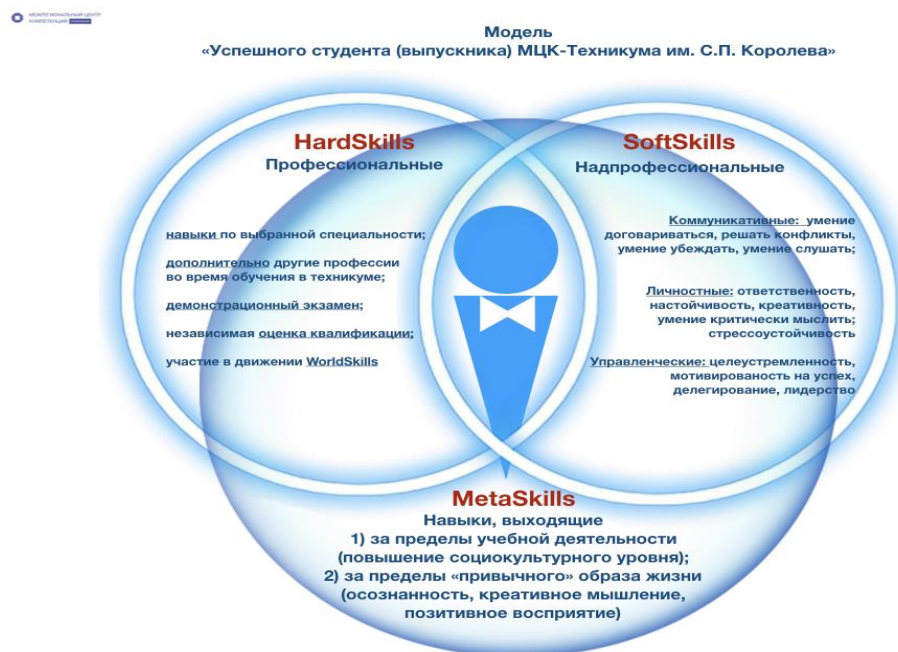 МЕЖРЕГИОНАЛЬНЫЙ ЦЕНТР
КОМПЕТЕНЦИЙ
Модель
«Успешного студента (выпускника) МЦК-Техникума им. С.П. Королева»
HardSkills
Профессиональные
навыки по выбранной специальности;
дополнительно другие профессии
во время обучения в техникуме;
демонстрационный экзамен;
независимая оценка квалификации;
участие в движении WorldSkills
SoftSkills
Надпрофессиональные
Коммуникативные: умение
договариваться, решать конфликты,
умение убеждать, умение слушать;
Личностные: ответственность,
настойчивость, креативность,
умение критически мыслить;
стрессоустойчивость
Управленческие: целеустремленность,
мотивированость на успех,
делегирование, лидерство
MetaSkills
Навыки, выходящие
1) за пределы учебной деятельности
(повышение социокультурного уровня);
2) за пределы «привычного» образа жизни
(осознанность, креативное мышление,
позитивное восприятие)